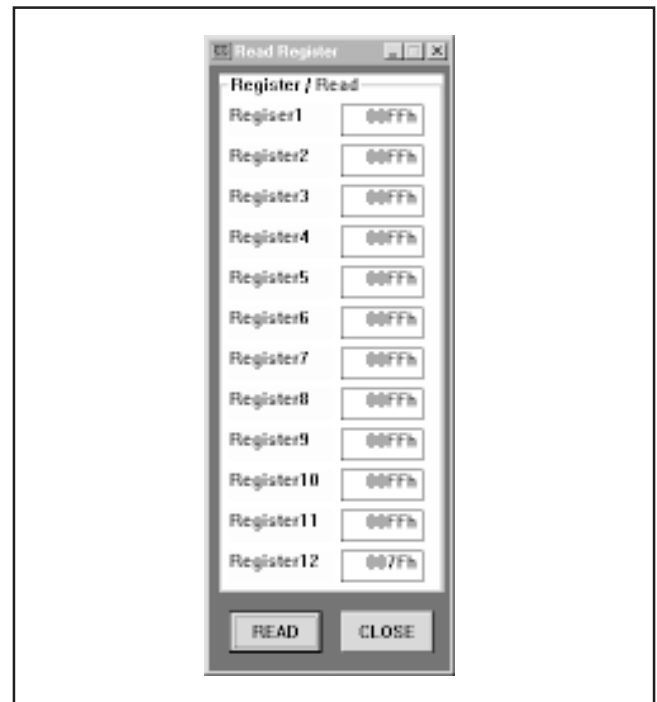 Read Register
Register / Read
Regiser1 00FFh
Register2 00FFh
Register3 00FFh
Register4 00FFh
Register5 00FFh
Register6 00FFh
Register7 00FFh
Register8 00FFh
Register9 00FFh
Register10 00FFh
Register11 00FFh
Register12 007Fh
READ CLOSE